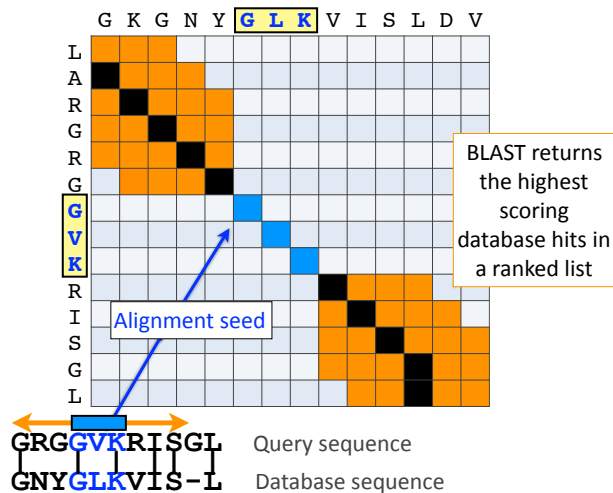 G K G N Y G L K V I S L D V
L
A
R
G
R
G
G
V
K
R
I
S
G
L
BLAST returns
the highest
scoring
database hits in
a ranked list
Alignment seed
GRGGVKRISGL Query sequence
GNYGLKVIS-L Database sequence